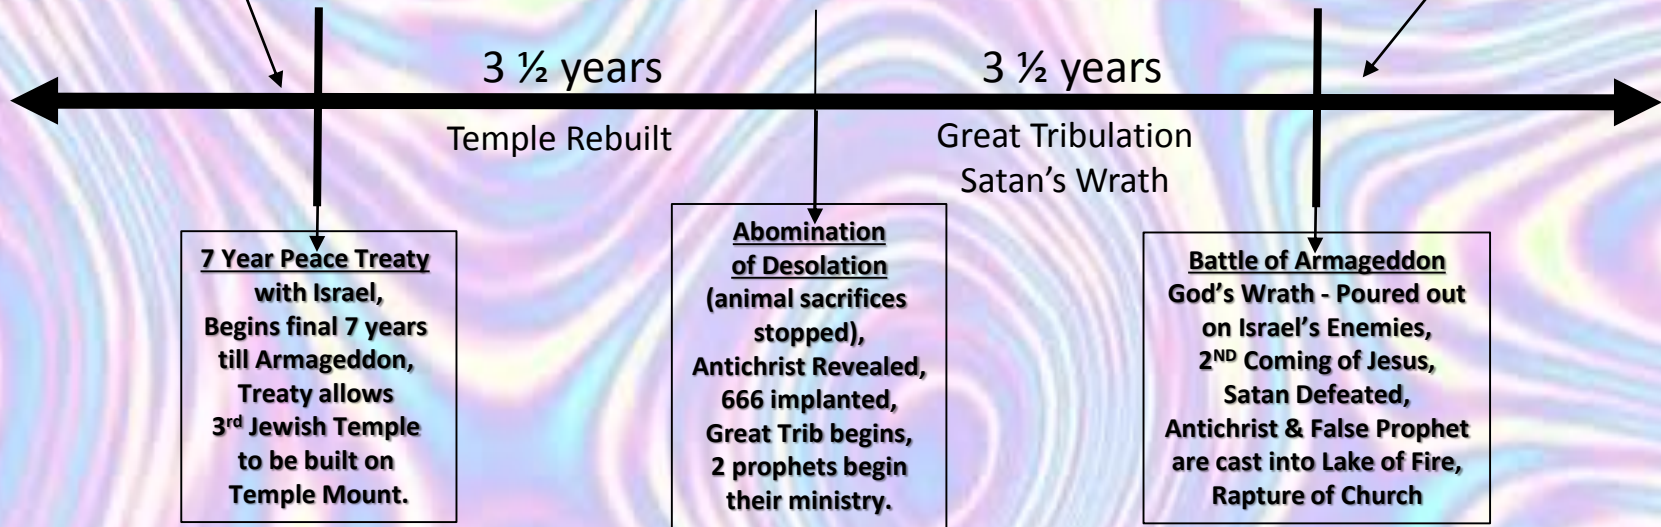 3 ½ years
3 ½ years
Temple Rebuilt
Great Tribulation
Satan's Wrath
7 Year Peace Treaty
with Israel,
Begins final 7 years
till Armageddon,
Treaty allows
3rd Jewish Temple
to be built on
Temple Mount.
Abomination
of Desolation
(animal sacrifices
stopped),
Antichrist Revealed,
666 implanted,
Great Trib begins,
2 prophets begin
their ministry.
Battle of Armageddon
God's Wrath - Poured out
on Israel's Enemies,
2ND Coming of Jesus,
Satan Defeated,
Antichrist & False Prophet
are cast into Lake of Fire,
Rapture of Church